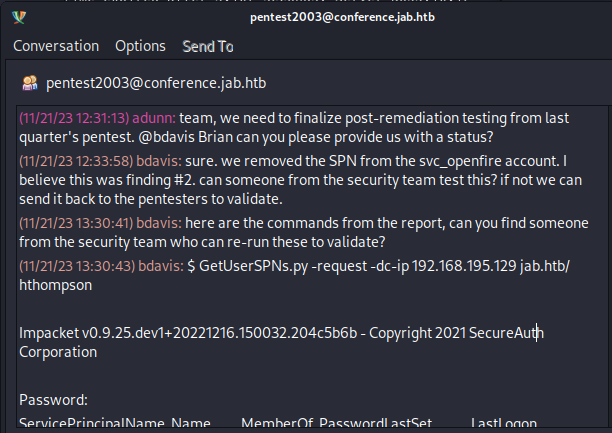 pentest2003@conference.jab.htb
Conversation Options Send To
pentest2003@conference.jab.htb
(11/21/23 12:31:13) adunn: team, we need to finalize post-remediation testing from last
quarter's pentest. @bdavis Brian can you please provide us with a status?
(11/21/23 12:33:58) bdavis: sure. we removed the SPN from the svc_openfire account. I
believe this was finding #2. can someone from the security team test this? if not we can
send it back to the pentesters to validate.
(11/21/23 13:30:41) bdavis: here are the commands from the report, can you find someone
from the security team who can re-run these to validate?
(11/21/23 13:30:43) bdavis: $ GetUserSPNs.py -request -dc-ip 192.168.195.129 jab.htb/
hthompson
Impacket v0.9.25.dev1+20221216.150032.204c5b6b - Copyright 2021 SecureAuth
Corporation
Password:
ServicePrincipalName Name MemberOf PasswordLastSet LastLogon